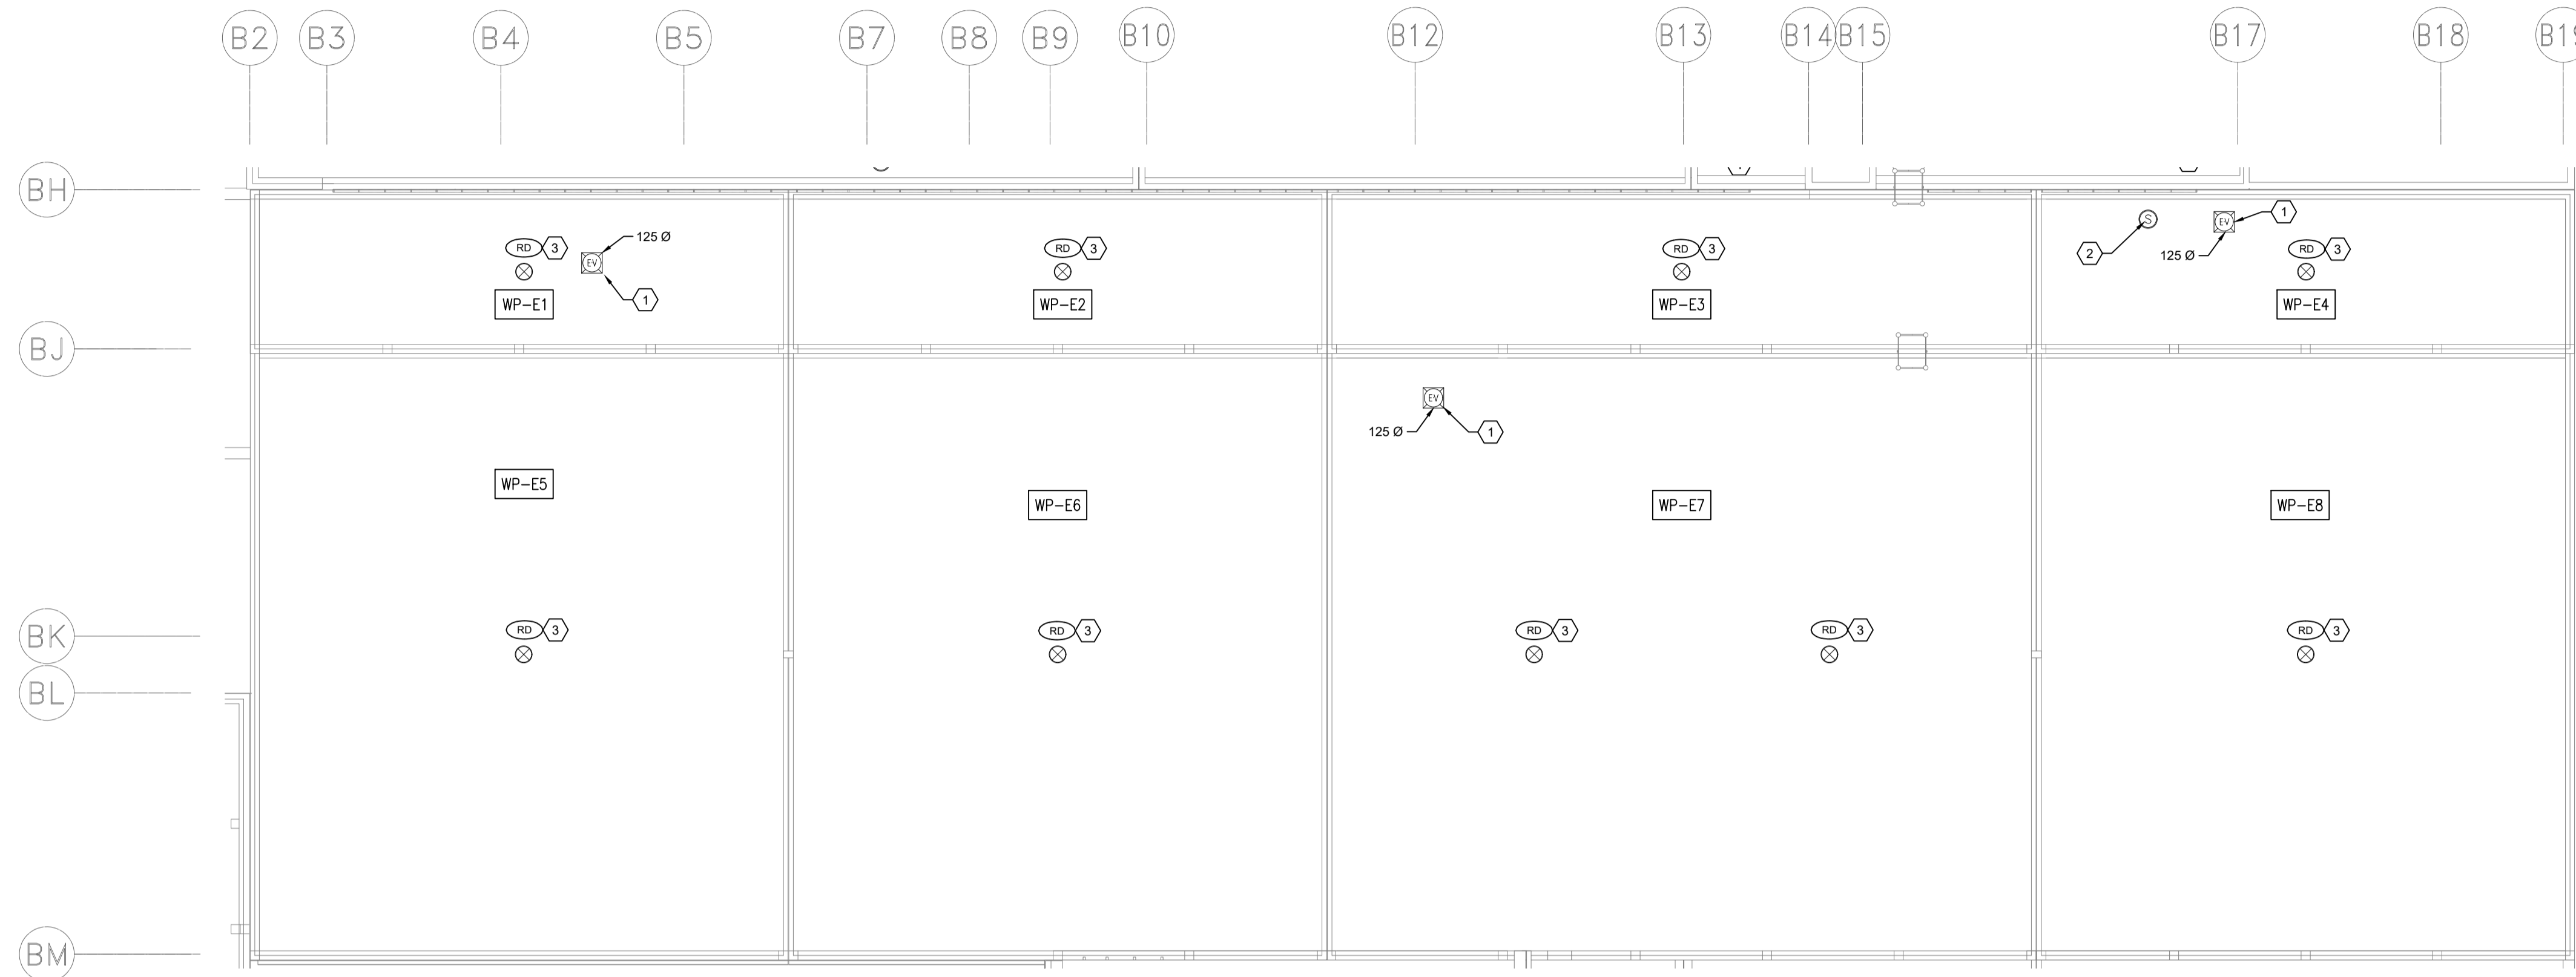 B2 B3 B4 B5 B7 B8 B9 B10 B12 B13 B14 B15 B17 B18 B19
BH
S EV 1
RD 3 125 Ø RD 3 RD 3 2 125 Ø RD 3
EV
WP-E1 1 WP-E2 WP-E3 WP-E4
BJ
EV
125 Ø 1
WP-E5
WP-E6 WP-E7 WP-E8
BK
RD 3 RD 3 RD 3 RD 3 RD 3
BL
BM